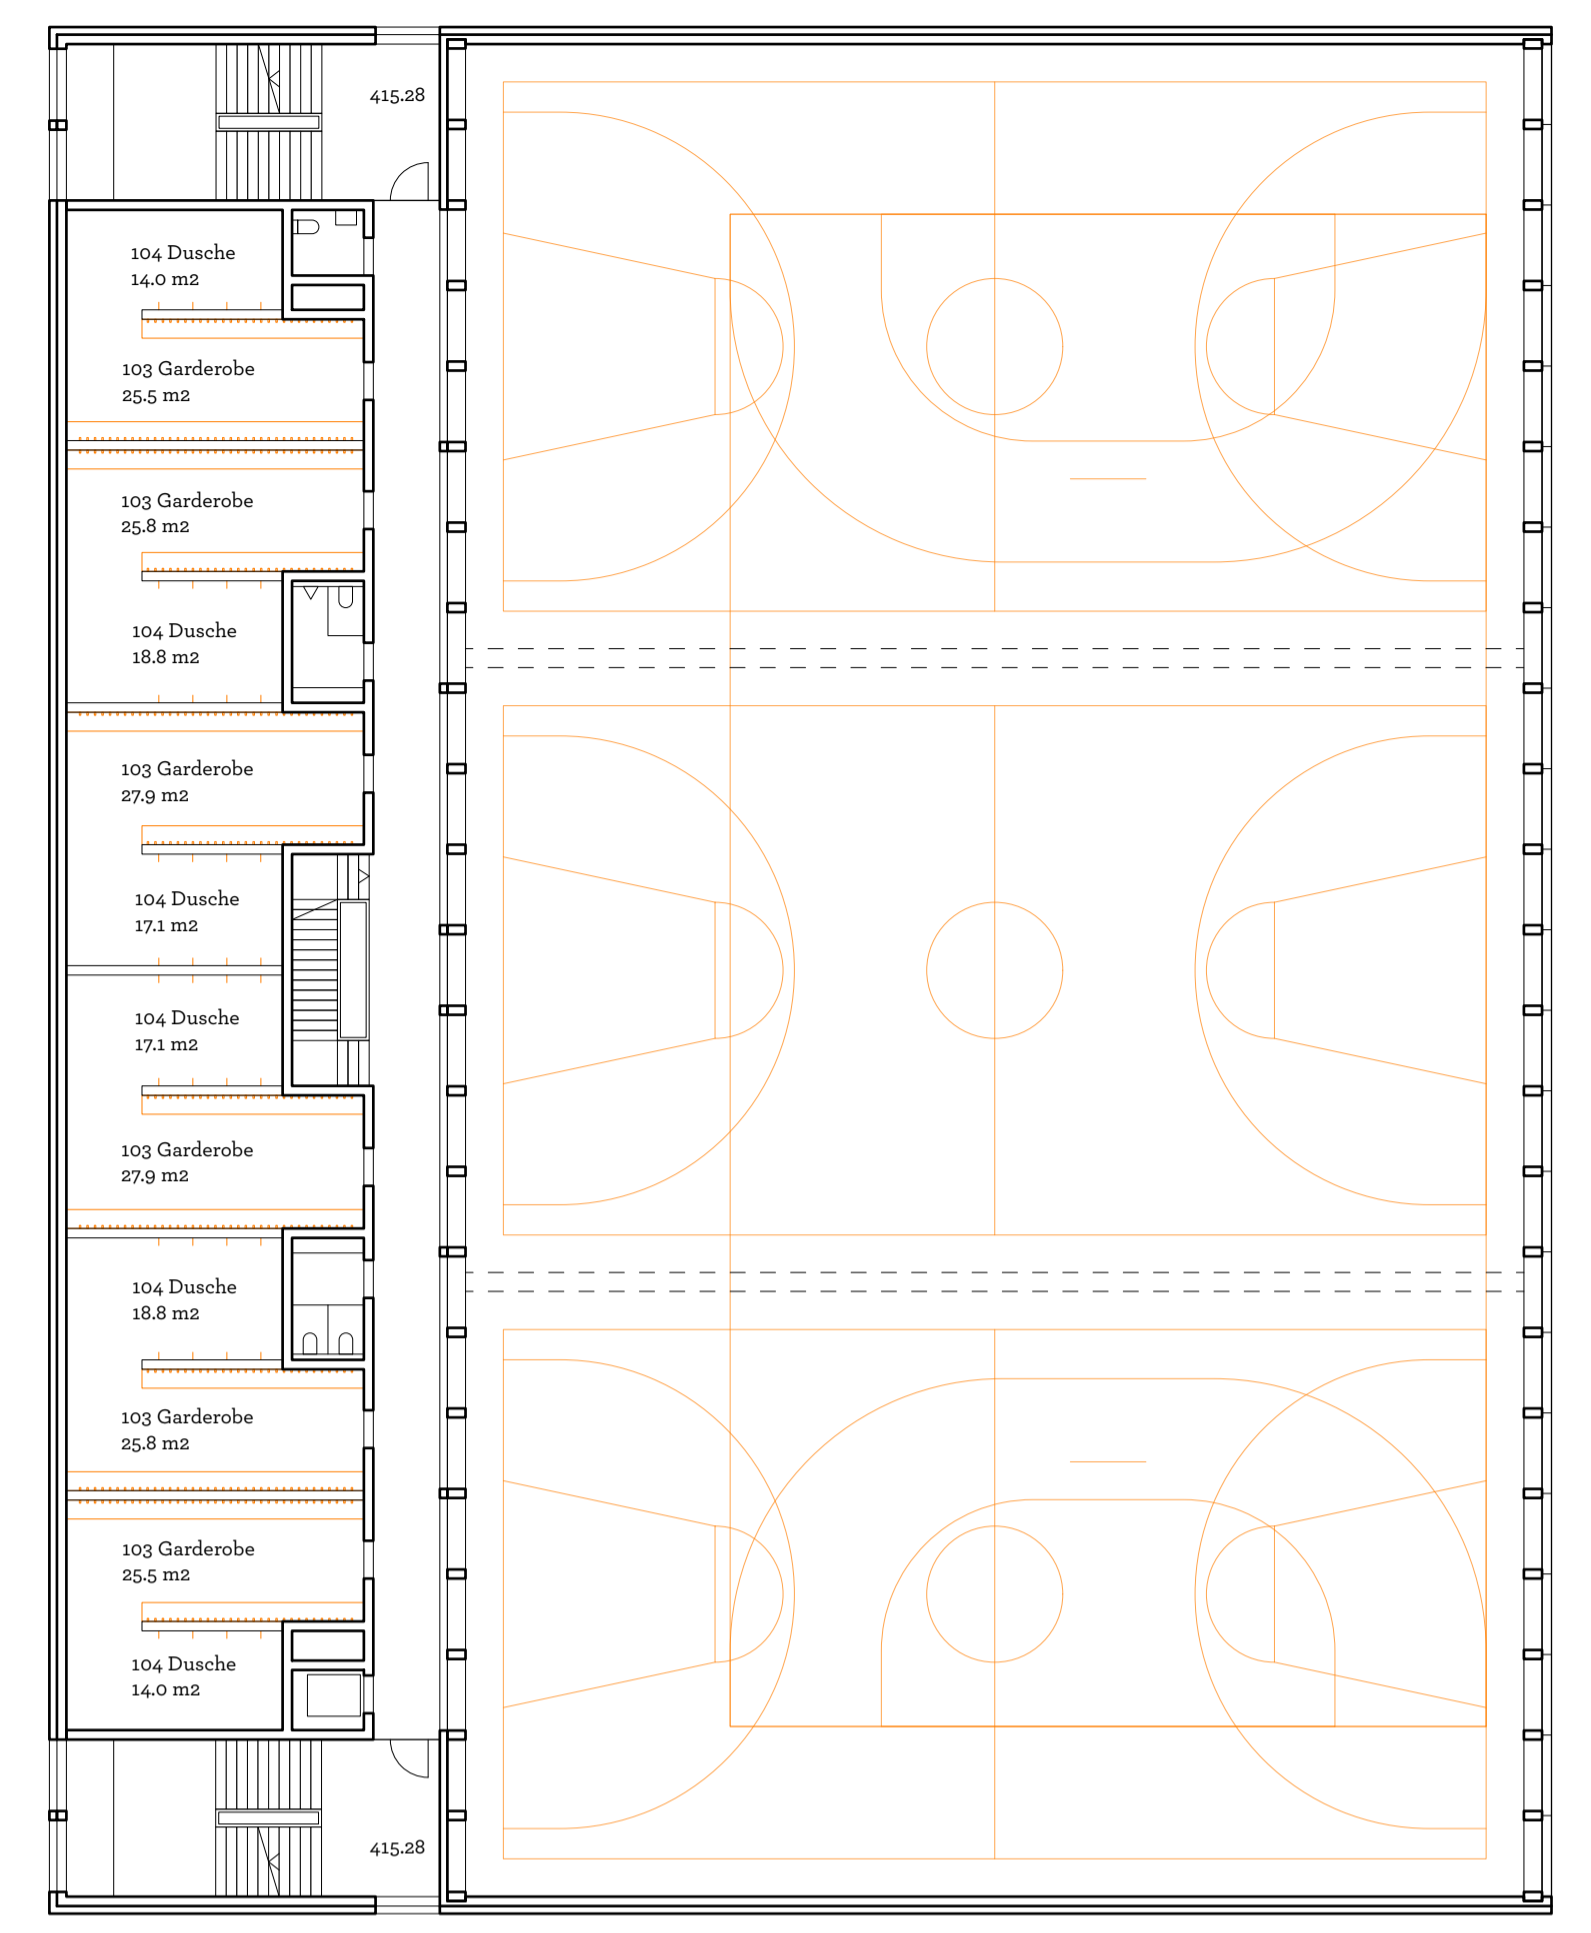 415.28
104 Dusche
14.0 m2
103 Garderobe
25.5 m2
103 Garderobe
25.8 m2
104 Dusche
18.8 m2
103 Garderobe
27.9 m2
104 Dusche
17.1 m2
104 Dusche
17.1 m2
103 Garderobe
27.9 m2
104 Dusche
18.8 m2
103 Garderobe
25.8 m2
103 Garderobe
25.5 m2
104 Dusche
14.0 m2
415.28